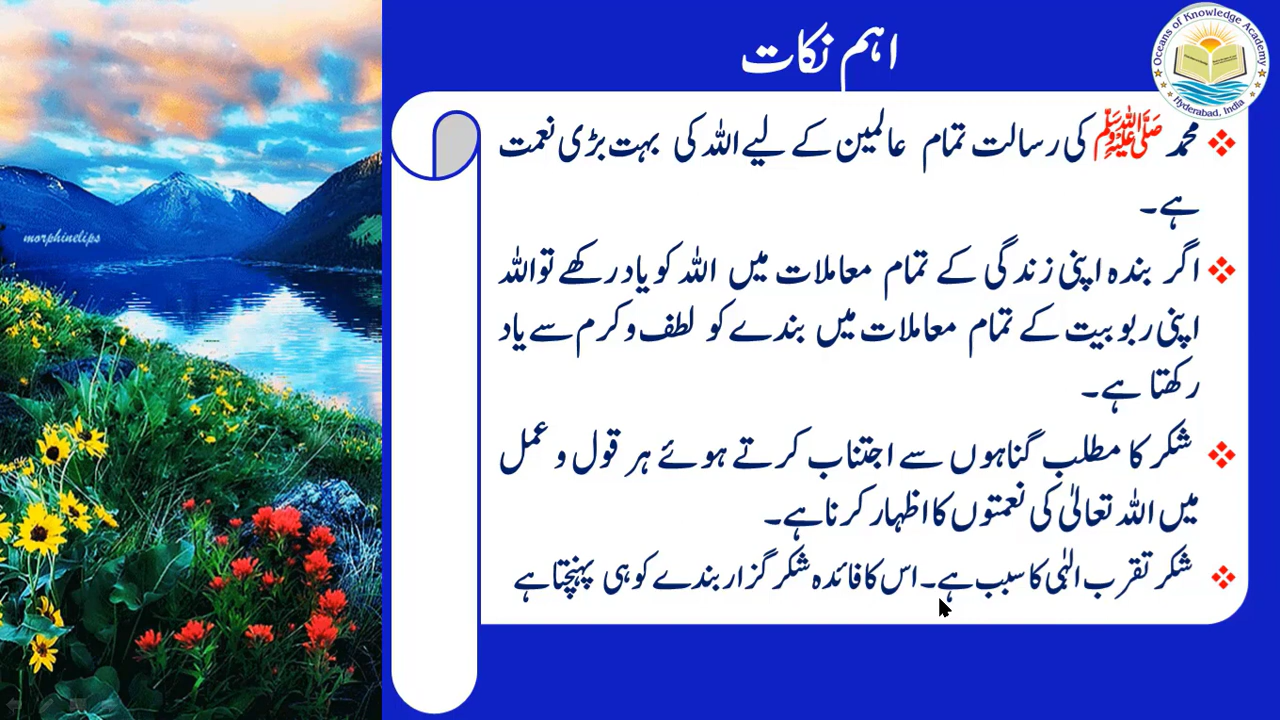 اہم نکات
Oceans of Knowledge Academy
Hyderabad, India
محمد ﷺ کی رسالت تمام عالمین کے لیے اللہ کی بہت بڑی نعمت
ہے۔
اگر بندہ اپنی زندگی کے تمام معاملات میں اللہ کو یاد رکھے تو اللہ
اپنی ربوبیت کے تمام معاملات میں بندے کو لطف و کرم سے یاد
رکھتا ہے۔
شکر کا مطلب گناہوں سے اجتناب کرتے ہوئے ہر قول و عمل
میں اللہ تعالیٰ کی نعمتوں کا اظہار کرنا ہے۔
شکر تقرب الٰہی کا سبب ہے۔ اس کا فائدہ شکر گزار بندے کو ہی پہنچتا ہے
morphinelips